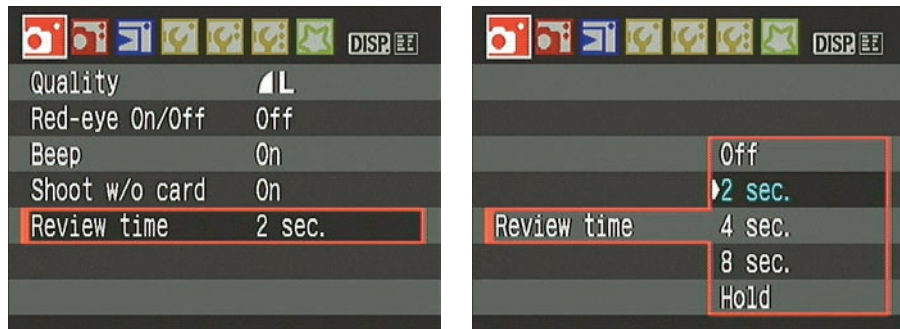 DISP.
Quality L
Red-eye On/Off Off
Beep On
Shoot w/o card On
Review time 2 sec.
DISP.
Off
2 sec.
Review time 4 sec.
8 sec.
Hold